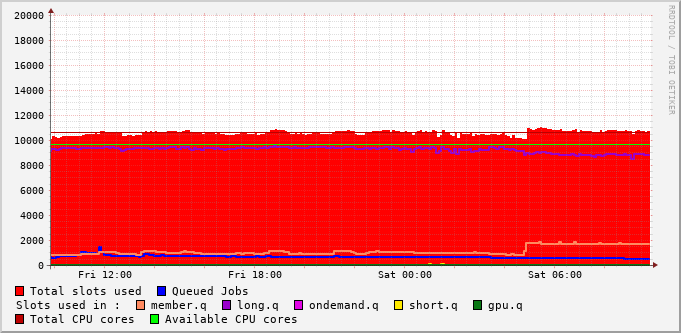 RRDTOOL / TOBI OETIKER
20000
18000
16000
14000
12000
10000
8000
6000
4000
2000
0
Fri 12:00 Fri 18:00 Sat 00:00 Sat 06:00
Total slots used Queued Jobs
Slots used in : member.q long.q ondemand.q short.q gpu.q
Total CPU cores Available CPU cores